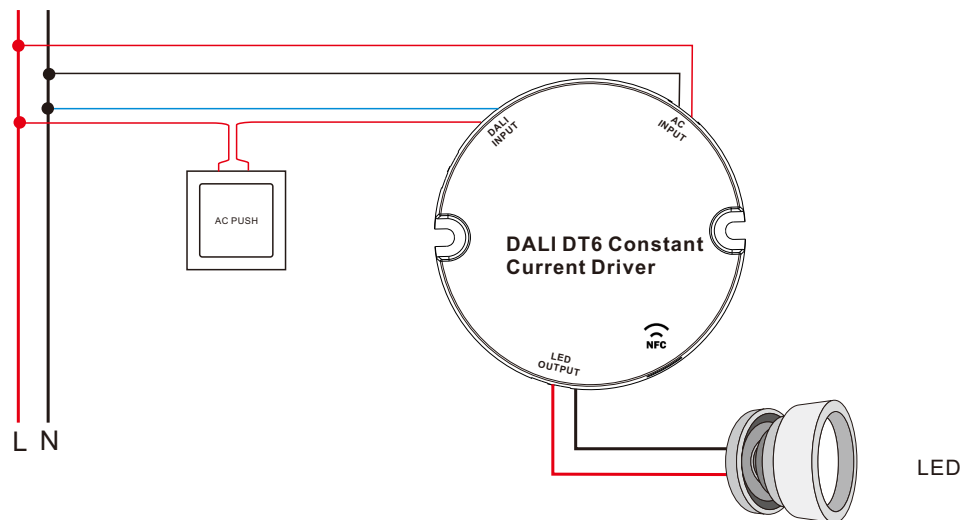 DALI
INPUT
AC
INPUT
AC PUSH
DALI DT6 Constant
Current Driver
NFC
LED
OUTPUT
L N
LED